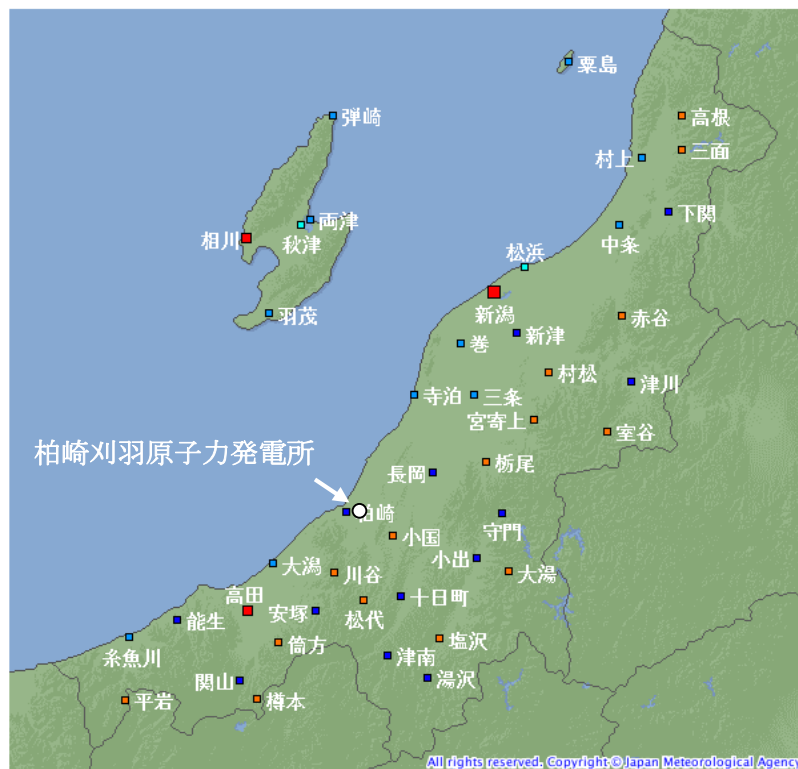 粟島
弾崎
高根
三面
村上
両津
下関
相川
秋津
中条
松浜
羽茂
新潟
赤谷
新津
巻
村松
津川
寺泊
三条
宮寄上
室谷
柏崎刈羽原子力発電所
長岡
栃尾
柏崎
守門
小国
小出
大潟
川谷
大湯
高田
安塚
松代
十日町
能生
筒方
塩沢
糸魚川
津南
関山
湯沢
平岩
樽本
All rights reserved. Copyright © Japan Meteorological Agency